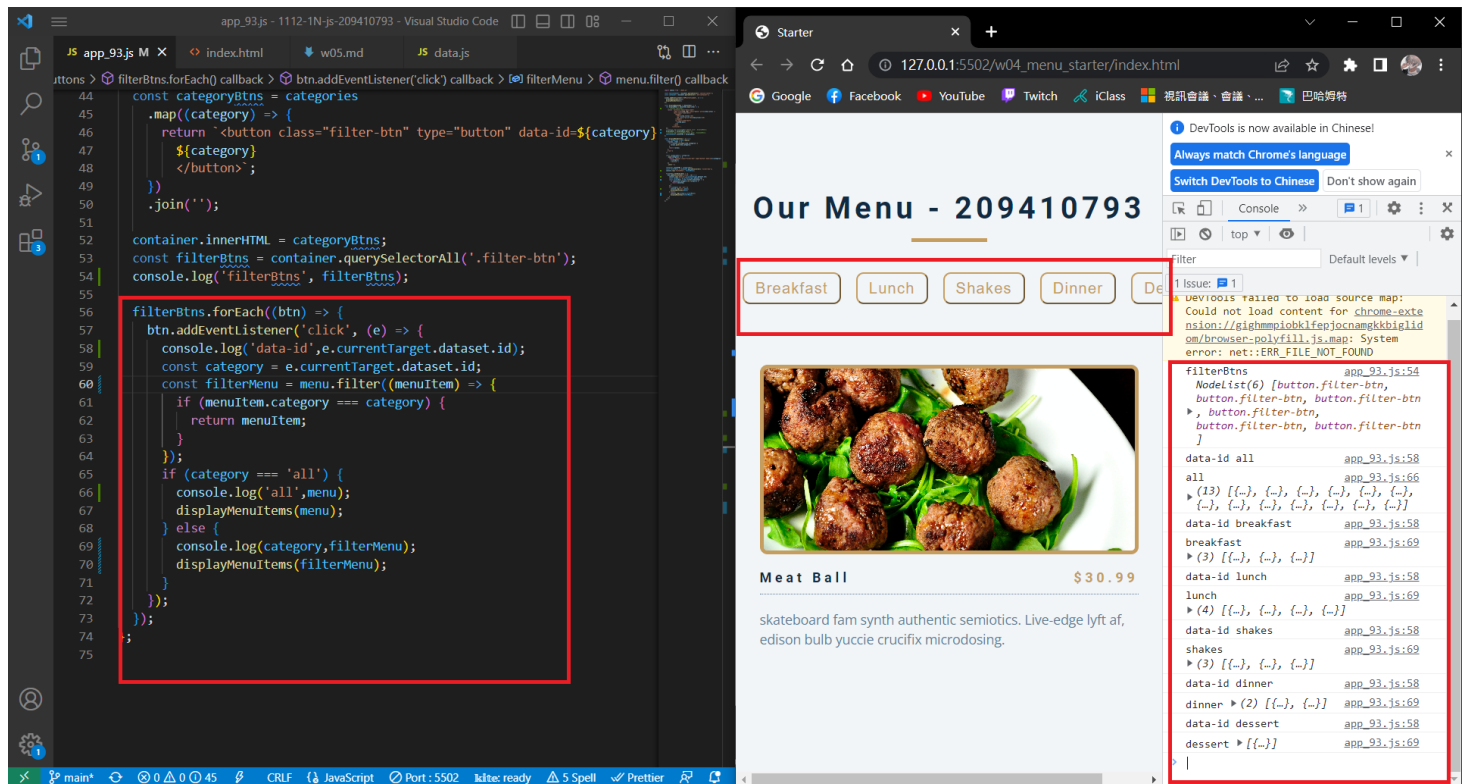 app_93.js - 1112-1N-js-209410793 - Visual Studio Code
JS app_93.js M
index.html
w05.md
JS data.js
uttons > filterBtns.forEach() callback > btn.addEventListener('click') callback > filterMenu > menu.filter() callback
44 const categoryBtns = categories
45 .map((category) => {
46 return `<button class="filter-btn" type="button" data-id=${category}
47 ${category}
48 </button>`;
49 })
50 .join('');
51
52 container.innerHTML = categoryBtns;
53 const filterBtns = container.querySelectorAll('.filter-btn');
54 console.log('filterBtns', filterBtns);
55
56 filterBtns.forEach((btn) => {
57 btn.addEventListener('click', (e) => {
58 console.log('data-id',e.currentTarget.dataset.id);
59 const category = e.currentTarget.dataset.id;
60 const filterMenu = menu.filter((menuItem) => {
61 if (menuItem.category === category) {
62 return menuItem;
63 }
64 });
65 if (category === 'all') {
66 console.log('all',menu);
67 displayMenuItems(menu);
68 } else {
69 console.log(category,filterMenu);
70 displayMenuItems(filterMenu);
71 }
72 });
73 });
74 };
75
1
3
1
main* 0 0 45 CRLF JavaScript Port : 5502 kite: ready 5 Spell Prettier
Starter
127.0.0.1:5502/w04_menu_starter/index.html
Google Facebook YouTube Twitch iClass 視訊會議、會議、... 巴哈姆特
Our Menu - 209410793
Breakfast Lunch Shakes Dinner De
Meat Ball $30.99
skateboard fam synth authentic semiotics. Live-edge lyft af,
edison bulb yuccie crucifix microdosing.
DevTools is now available in Chinese!
Always match Chrome's language
Switch DevTools to Chinese Don't show again
Console » 1
top ▼
Filter Default levels ▼
1 Issue: 1
DevTools failed to load source map:
Could not load content for chrome-exte
nsion://gighmmpiobklfepjocnamgkkbiglid
om/browser-polyfill.js.map: System
error: net::ERR_FILE_NOT_FOUND
filterBtns app_93.js:54
NodeList(6) [button.filter-btn,
button.filter-btn, button.filter-btn
, button.filter-btn,
button.filter-btn, button.filter-btn
]
data-id all app_93.js:58
all app_93.js:66
(13) [{…}, {…}, {…}, {…}, {…}, {…},
{…}, {…}, {…}, {…}, {…}, {…}, {…}]
data-id breakfast app_93.js:58
breakfast app_93.js:69
(3) [{…}, {…}, {…}]
data-id lunch app_93.js:58
lunch app_93.js:69
(4) [{…}, {…}, {…}, {…}]
data-id shakes app_93.js:58
shakes app_93.js:69
(3) [{…}, {…}, {…}]
data-id dinner app_93.js:58
dinner (2) [{…}, {…}] app_93.js:69
data-id dessert app_93.js:58
dessert [{…}] app_93.js:69